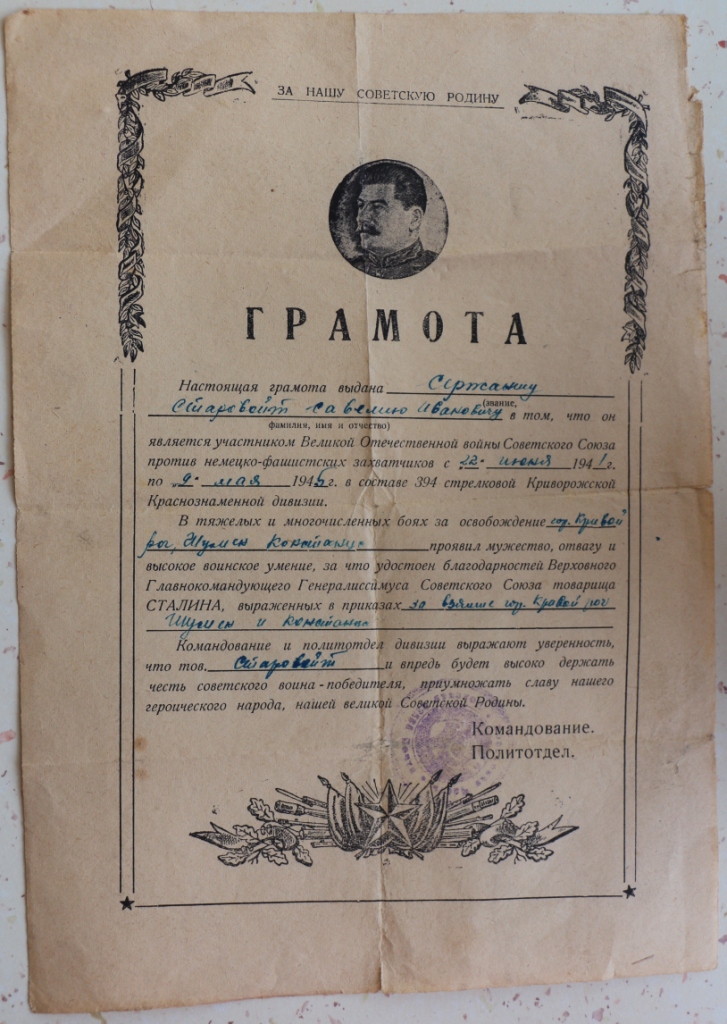 ЗА НАШУ СОВЕТСКУЮ РОДИНУ
ГРАМОТА
Настоящая грамота выдана Сержанту
(звание,
Старовойт Савелию Ивановичу в том, что он
фамилия, имя и отчество)
является участником Великой Отечественной войны Советского Союза
против немецко-фашистских захватчиков с 22. июня 1941 г.
по „9. мая 1945 г. в составе 394 стрелковой Криворожской
Краснознаменной дивизии.
В тяжелых и многочисленных боях за освобождение гор. Кривой
рог, Шумен Констанце проявил мужество, отвагу и
высокое воинское умение, за что удостоен благодарностей Верховного
Главнокомандующего Генералиссимуса Советского Союза товарища
СТАЛИНА, выраженных в приказах за взятие гор. Кривой рог
Шумен и Констанс
Командование и политотдел дивизии выражают уверенность,
что тов. Старовойт и впредь будет высоко держать
честь советского воина-победителя, приумножать славу нашего
героического народа, нашей великой Советской Родины.
Командование.
Политотдел.